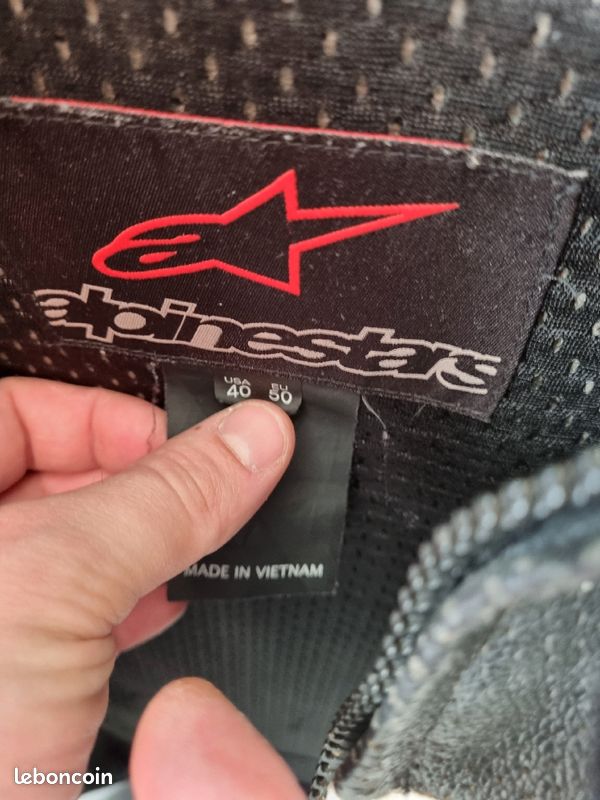 alpinestars
USA EU
40 50
MADE IN VIETNAM
leboncoin